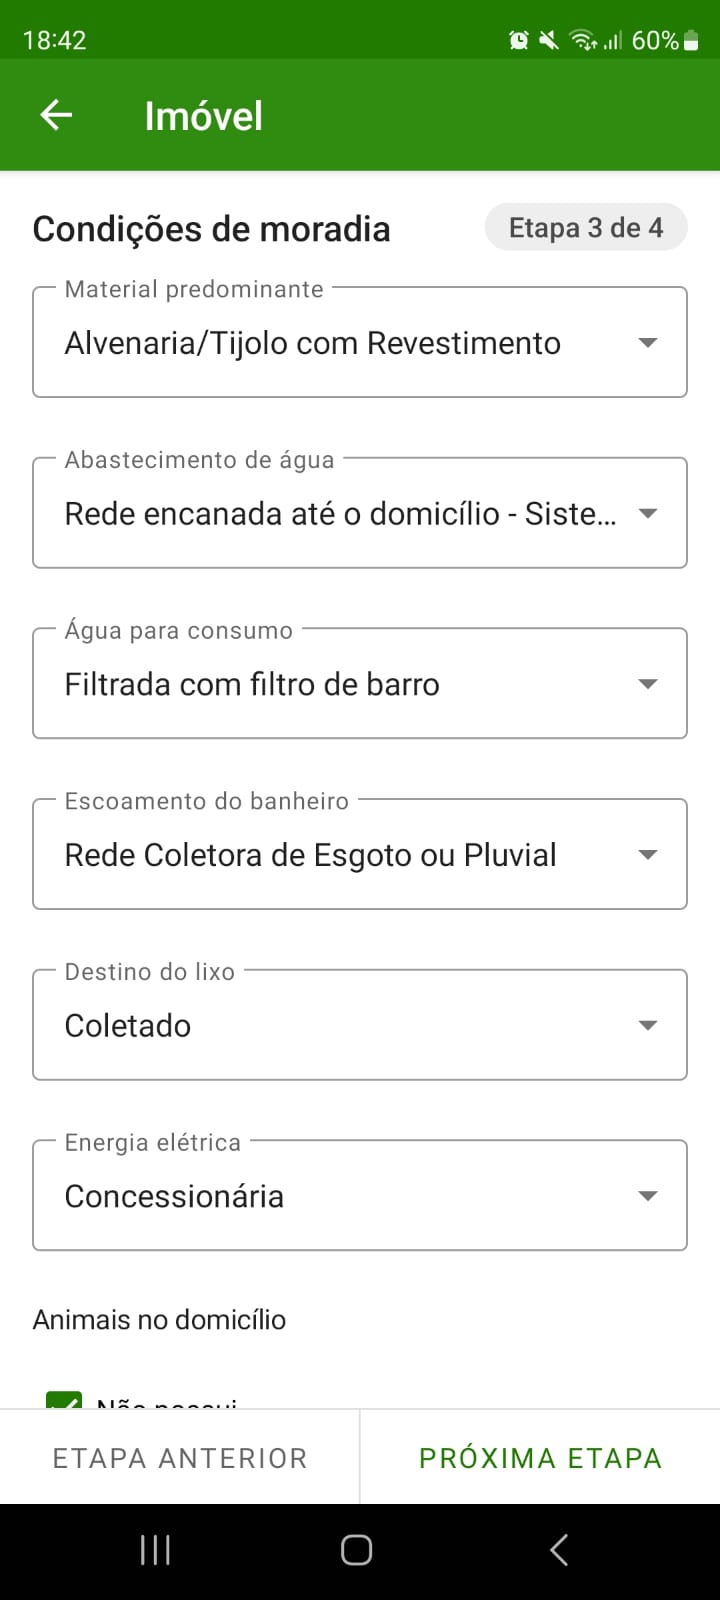 18:42
60%
Imóvel
Condições de moradia
Etapa 3 de 4
Material predominante
Alvenaria/Tijolo com Revestimento
Abastecimento de água
Rede encanada até o domicílio - Siste...
Água para consumo
Filtrada com filtro de barro
Escoamento do banheiro
Rede Coletora de Esgoto ou Pluvial
Destino do lixo
Coletado
Energia elétrica
Concessionária
Animais no domicílio
Não possui
ETAPA ANTERIOR
PRÓXIMA ETAPA